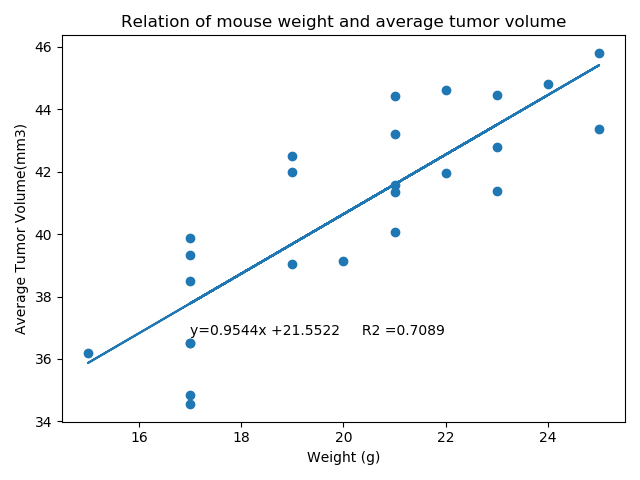 Relation of mouse weight and average tumor volume
Average Tumor Volume(mm3)
46
44
42
40
38
36
34
y=0.9544x +21.5522 R2 =0.7089
16 18 20 22 24
Weight (g)